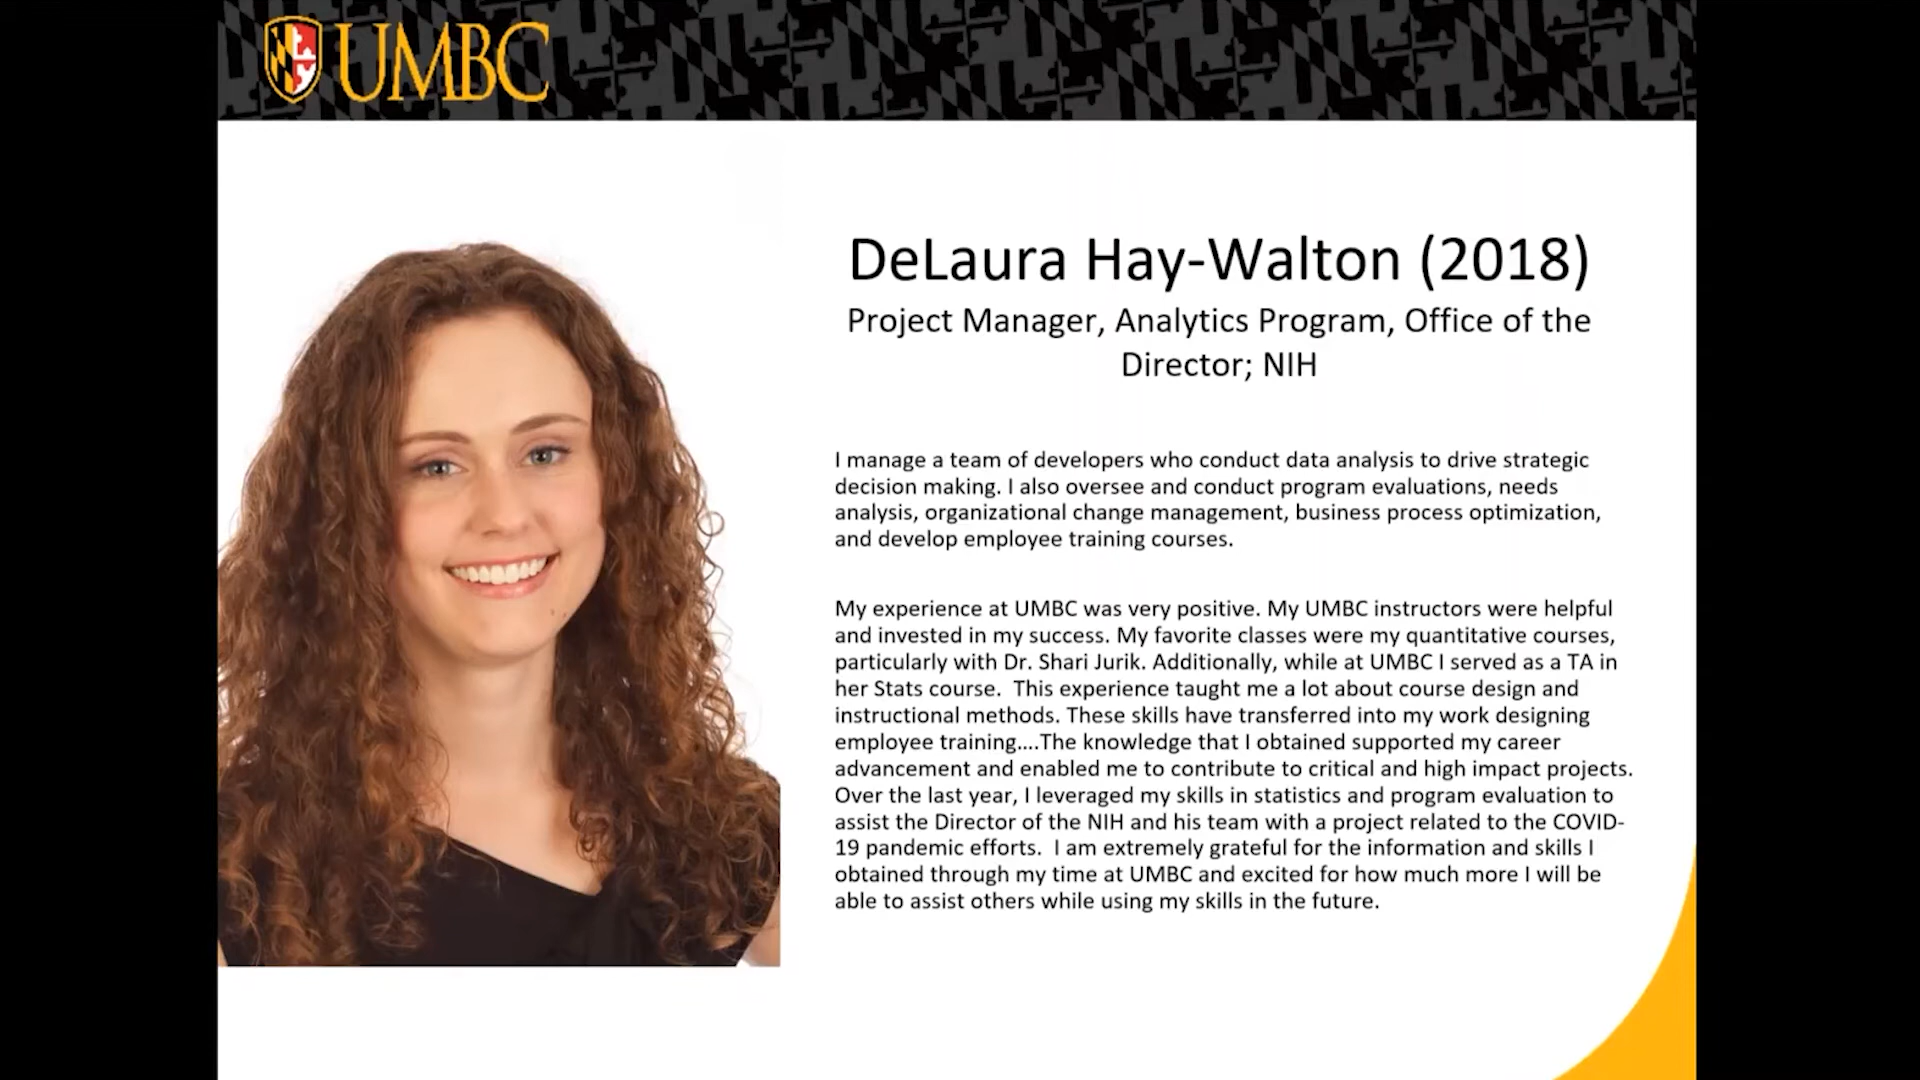 UMBC
DeLaura Hay-Walton (2018)
Project Manager, Analytics Program, Office of the
Director; NIH
I manage a team of developers who conduct data analysis to drive strategic
decision making. I also oversee and conduct program evaluations, needs
analysis, organizational change management, business process optimization,
and develop employee training courses.
My experience at UMBC was very positive. My UMBC instructors were helpful
and invested in my success. My favorite classes were my quantitative courses,
particularly with Dr. Shari Jurik. Additionally, while at UMBC I served as a TA in
her Stats course.  This experience taught me a lot about course design and
instructional methods. These skills have transferred into my work designing
employee training....The knowledge that I obtained supported my career
advancement and enabled me to contribute to critical and high impact projects.
Over the last year, I leveraged my skills in statistics and program evaluation to
assist the Director of the NIH and his team with a project related to the COVID-
19 pandemic efforts.  I am extremely grateful for the information and skills I
obtained through my time at UMBC and excited for how much more I will be
able to assist others while using my skills in the future.